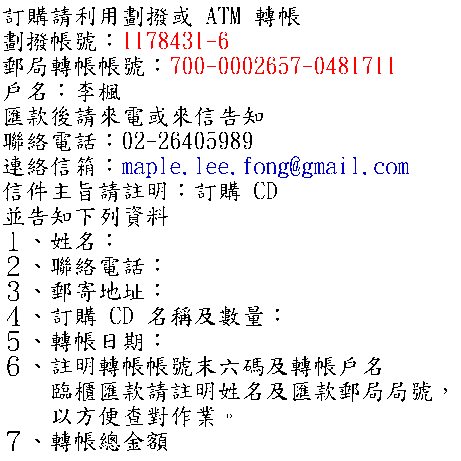 訂購請利用劃撥或 ATM 轉帳
劃撥帳號：1178431-6
郵局轉帳帳號：700-0002657-0481711
戶名：李楓
匯款後請來電或來信告知
聯絡電話：02-26405989
連絡信箱：maple.lee.fong@gmail.com
信件主旨請註明：訂購 CD
並告知下列資料
１、姓名：
２、聯絡電話：
３、郵寄地址：
４、訂購 CD 名稱及數量：
５、轉帳日期：
６、註明轉帳帳號末六碼及轉帳戶名
臨櫃匯款請註明姓名及匯款郵局局號，
以方便查對作業。
７、轉帳總金額